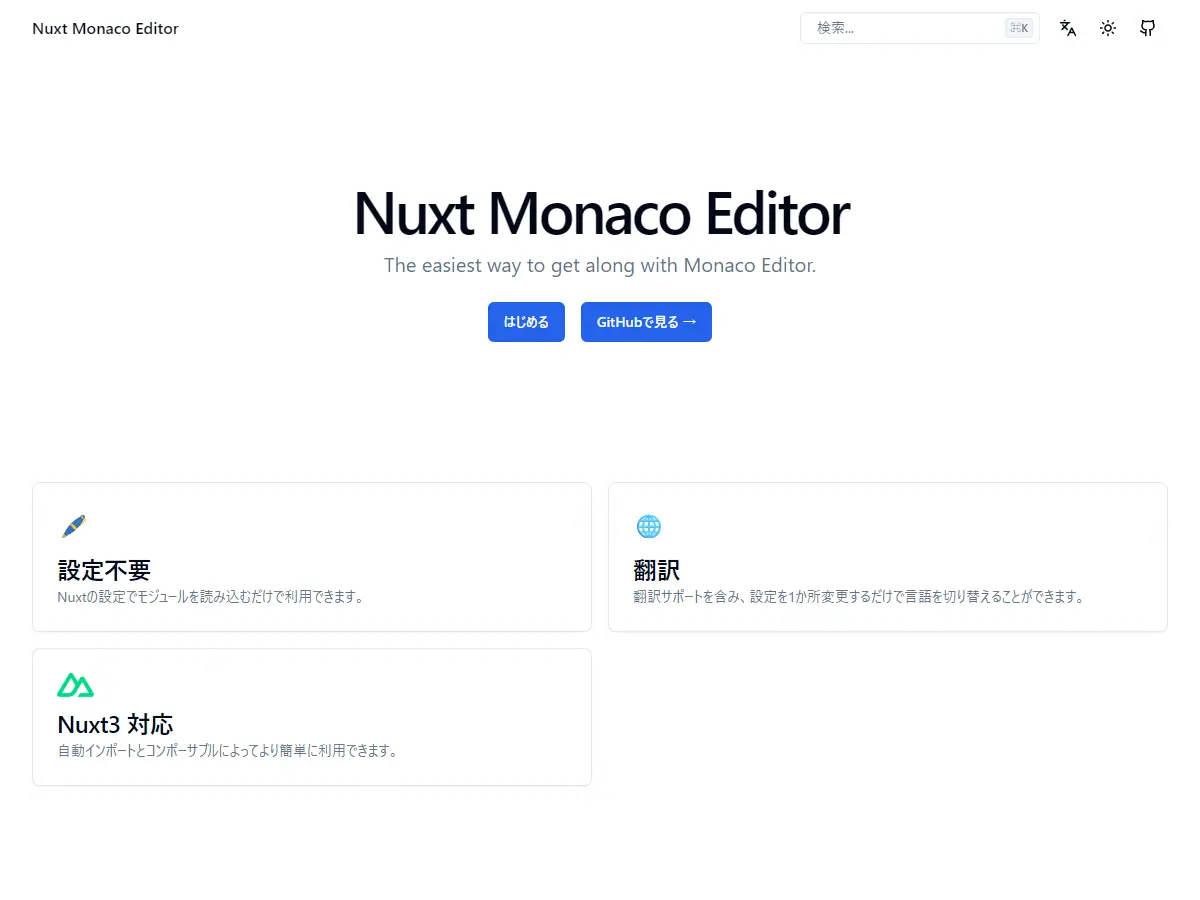 Nuxt Monaco Editor
検索...
⌘K
Nuxt Monaco Editor
The easiest way to get along with Monaco Editor.
はじめる
GitHubで見る →
設定不要
Nuxtの設定でモジュールを読み込むだけで利用できます。
翻訳
翻訳サポートを含み、設定を1か所変更するだけで言語を切り替えることができます。
Nuxt3 対応
自動インポートとコンポーサブルによってより簡単に利用できます。